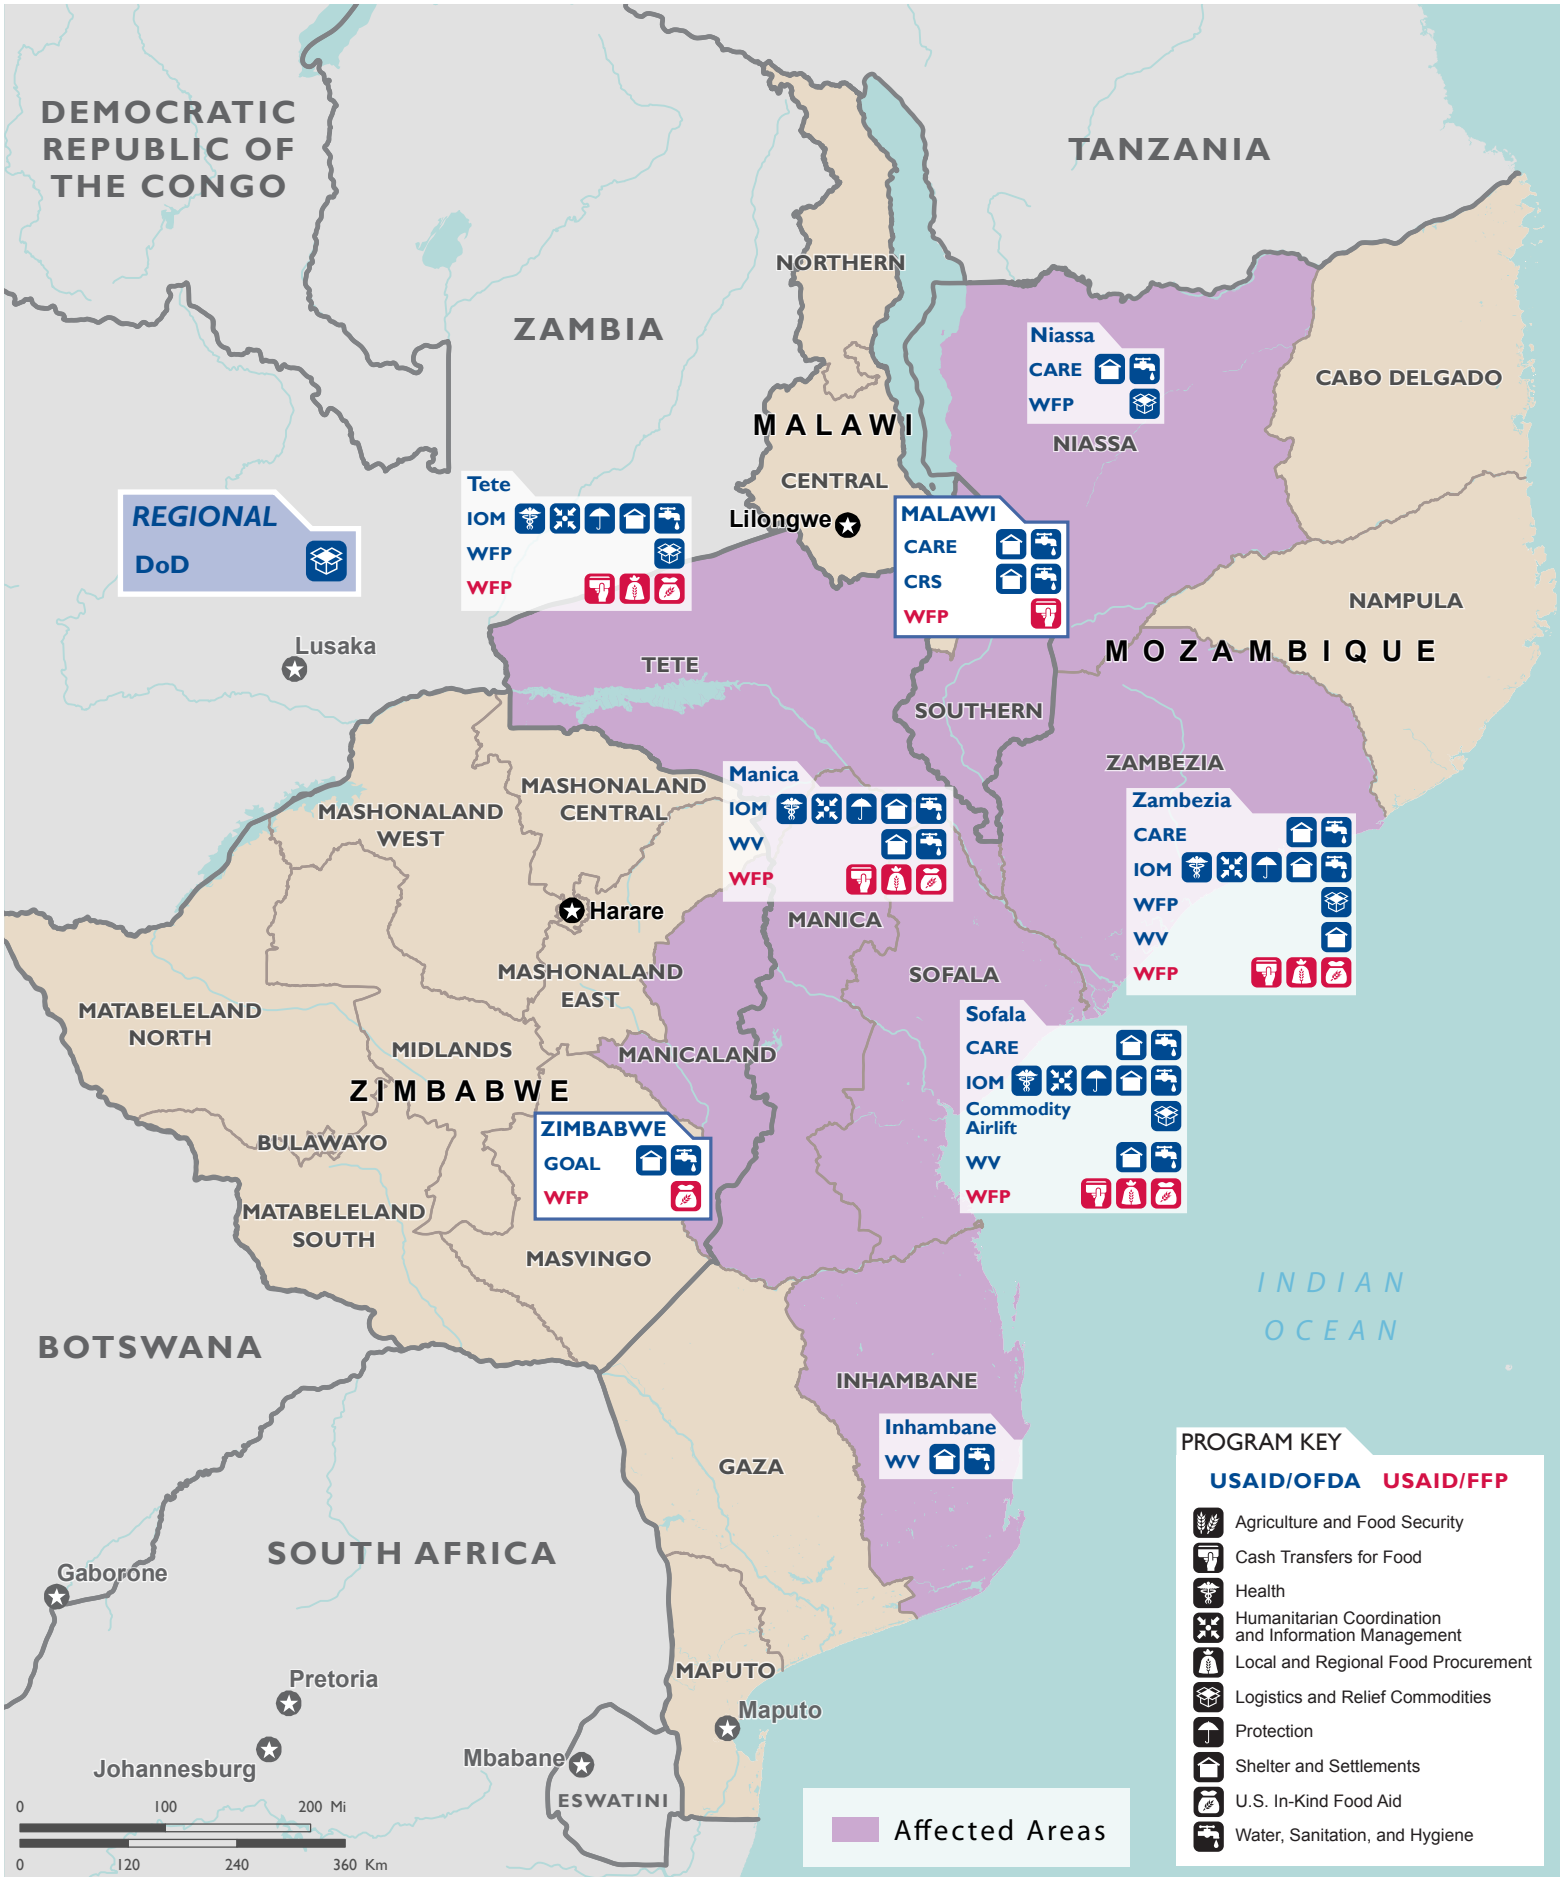 DEMOCRATIC
REPUBLIC OF
THE CONGO
TANZANIA
NORTHERN
ZAMBIA
Niassa
CARE
WFP
CABO DELGADO
MALAWI
NIASSA
CENTRAL
Lilongwe
Tete
IOM
WFP
WFP
REGIONAL
DoD
MALAWI
CARE
CRS
WFP
NAMPULA
Lusaka
MOZAMBIQUE
TETE
SOUTHERN
ZAMBEZIA
Manica
IOM
WV
WFP
MASHONALAND
CENTRAL
MASHONALAND
WEST
Zambezia
CARE
IOM
WFP
WV
WFP
Harare
MANICA
MASHONALAND
EAST
SOFALA
MATABELELAND
NORTH
Sofala
CARE
IOM
Commodity
Airlift
WV
WFP
MIDLANDS
MANICALAND
ZIMBABWE
BULAWAYO
ZIMBABWE
GOAL
WFP
MATABELELAND
SOUTH
MASVINGO
INDIAN
OCEAN
BOTSWANA
INHAMBANE
Inhambane
WV
GAZA
SOUTH AFRICA
Gaborone
Pretoria
Johannesburg
MAPUTO
Maputo
Mbabane
ESWATINI
0 100 200 Mi
0 120 240 360 Km
Affected Areas
PROGRAM KEY
USAID/OFDA USAID/FFP
Agriculture and Food Security
Cash Transfers for Food
Health
Humanitarian Coordination
and Information Management
Local and Regional Food Procurement
Logistics and Relief Commodities
Protection
Shelter and Settlements
U.S. In-Kind Food Aid
Water, Sanitation, and Hygiene